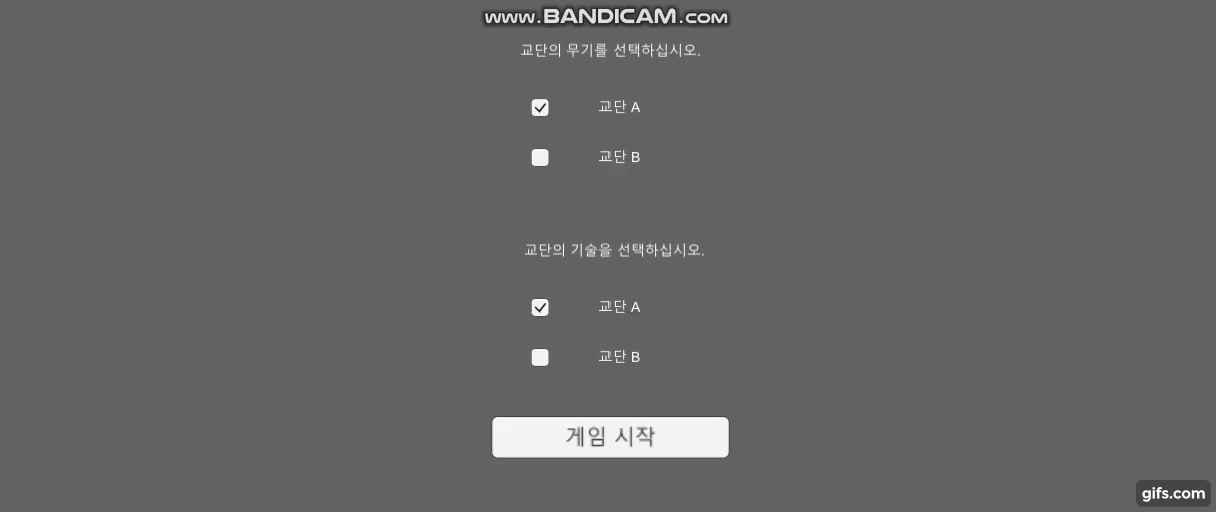 www.BANDICAM.com
교단의 무기를 선택하십시오.
교단 A
교단 B
교단의 기술을 선택하십시오.
교단 A
교단 B
게임 시작
gifs.com